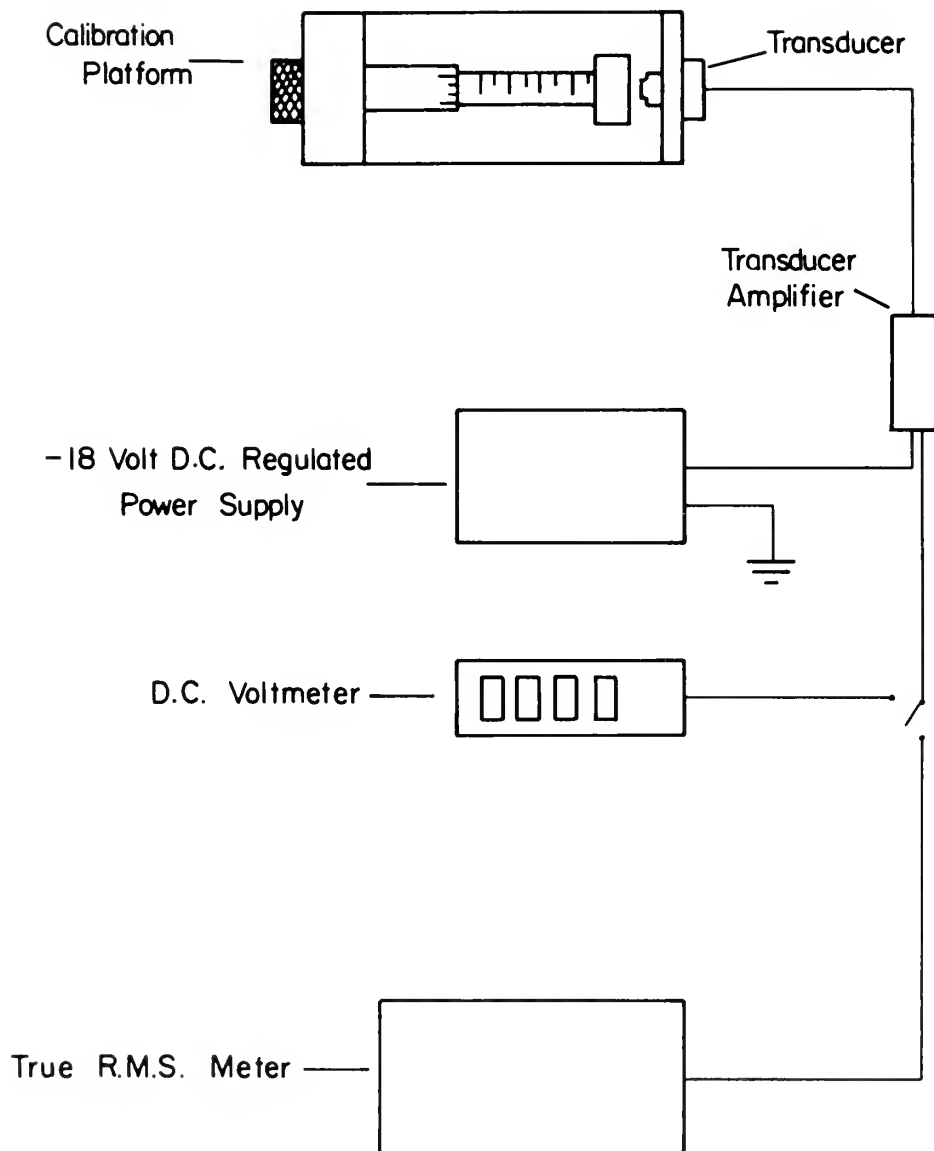 Calibration
Platform
Transducer
Transducer
Amplifier
-18 Volt D.C. Regulated
Power Supply
D.C. Voltmeter
True R.M.S. Meter